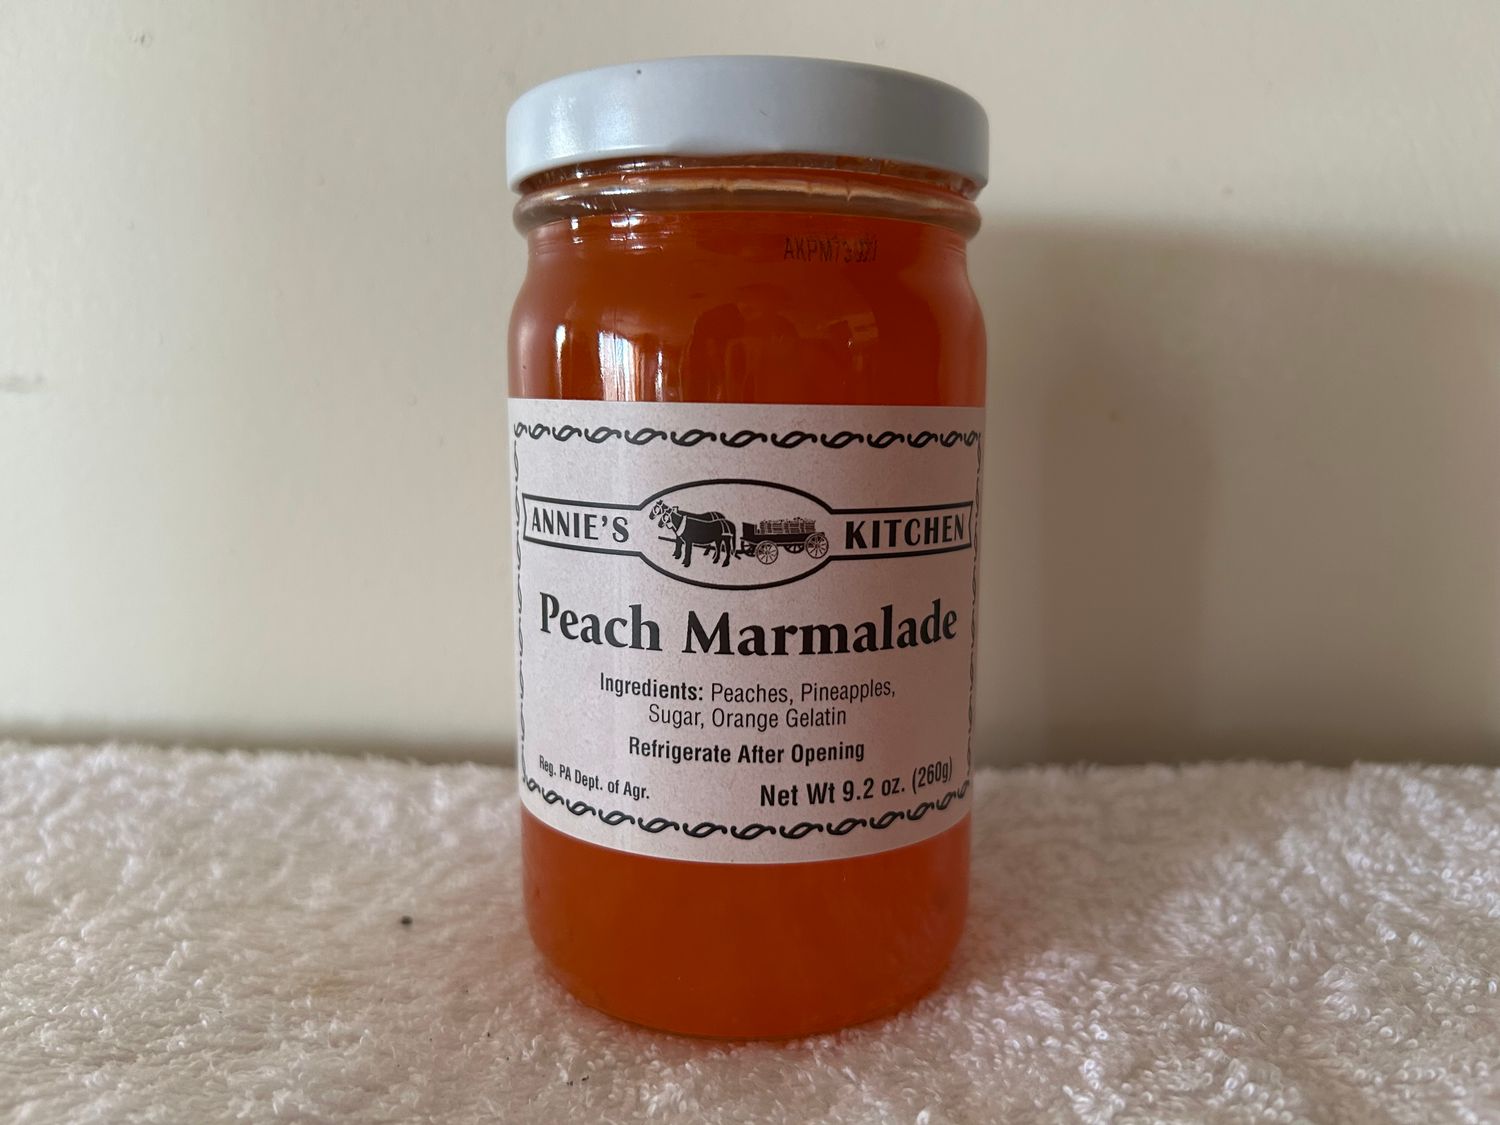 ANNIE'S KITCHEN
Peach Marmalade
Ingredients: Peaches, Pineapples,
Sugar, Orange Gelatin
Refrigerate After Opening
Reg. PA Dept. of Agr.
Net Wt 9.2 oz. (260g)